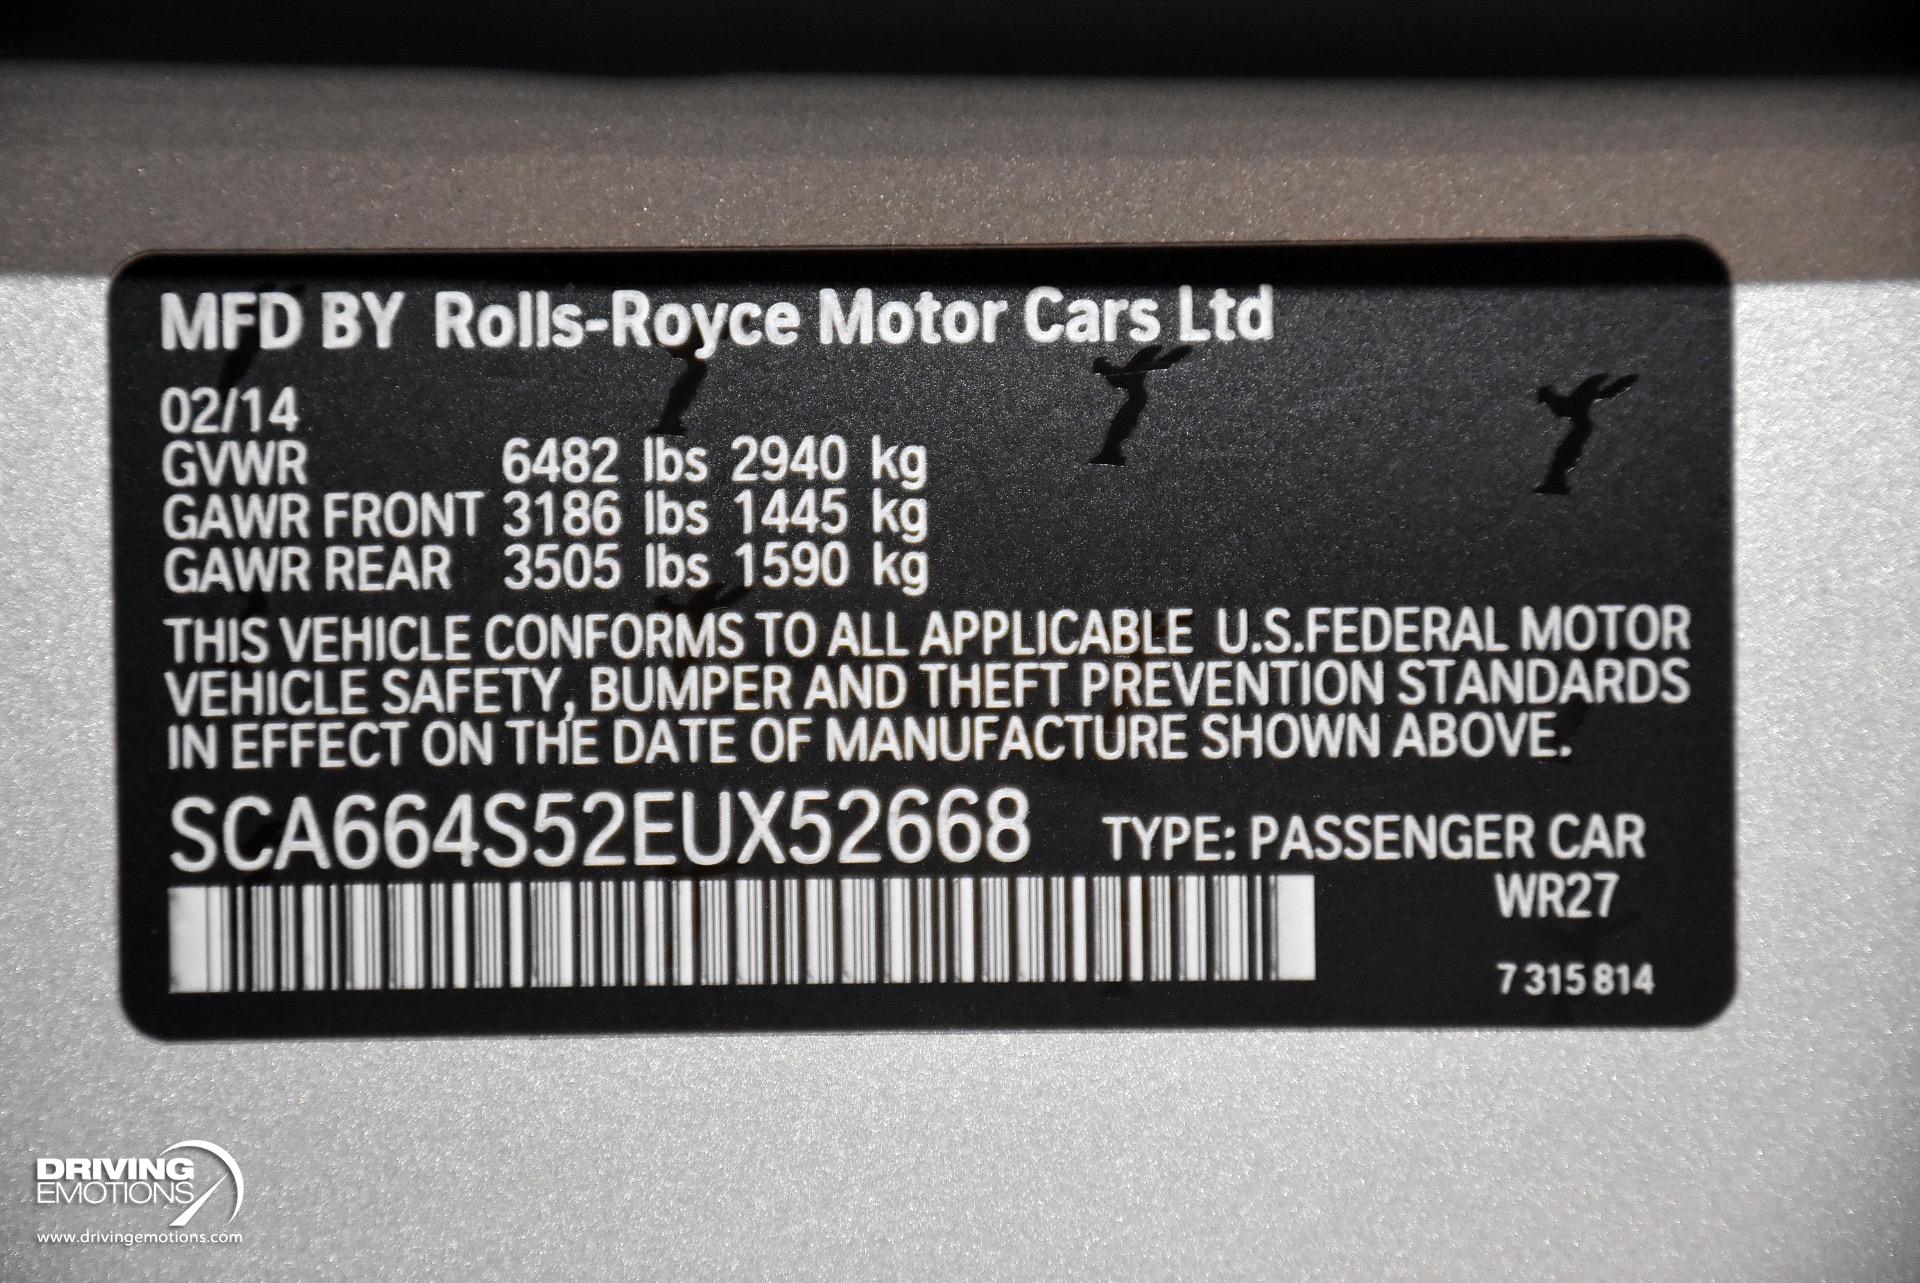 MFD BY Rolls-Royce Motor Cars Ltd
02/14
GVWR 6482 lbs 2940 kg
GAWR FRONT 3186 lbs 1445 kg
GAWR REAR 3505 lbs 1590 kg
THIS VEHICLE CONFORMS TO ALL APPLICABLE U.S.FEDERAL MOTOR
VEHICLE SAFETY, BUMPER AND THEFT PREVENTION STANDARDS
IN EFFECT ON THE DATE OF MANUFACTURE SHOWN ABOVE.
SCA664S52EUX52668 TYPE: PASSENGER CAR
WR27
7 315 814
DRIVING
EMOTIONS
www.drivingemotions.com